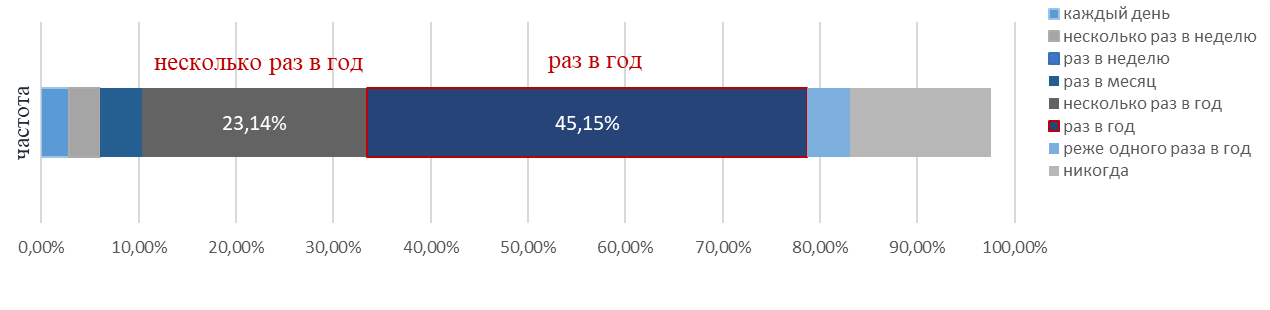 несколько раз в год
раз в год
частота
23,14%
45,15%
0,00%
10,00%
20,00%
30,00%
40,00%
50,00%
60,00%
70,00%
80,00%
90,00%
100,00%
каждый день
несколько раз в неделю
раз в неделю
раз в месяц
несколько раз в год
раз в год
реже одного раза в год
никогда